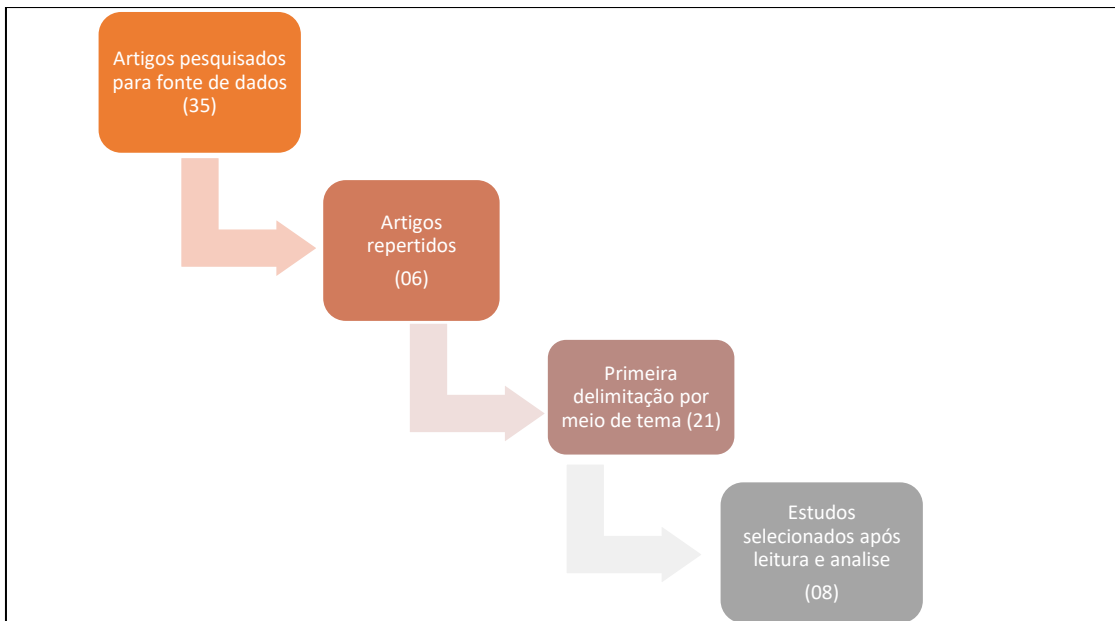 Artigos pesquisados
para fonte de dados
(35)
Artigos
repertidos
(06)
Primeira
delimitação por
meio de tema (21)
Estudos
selecionados após
leitura e analise
(08)